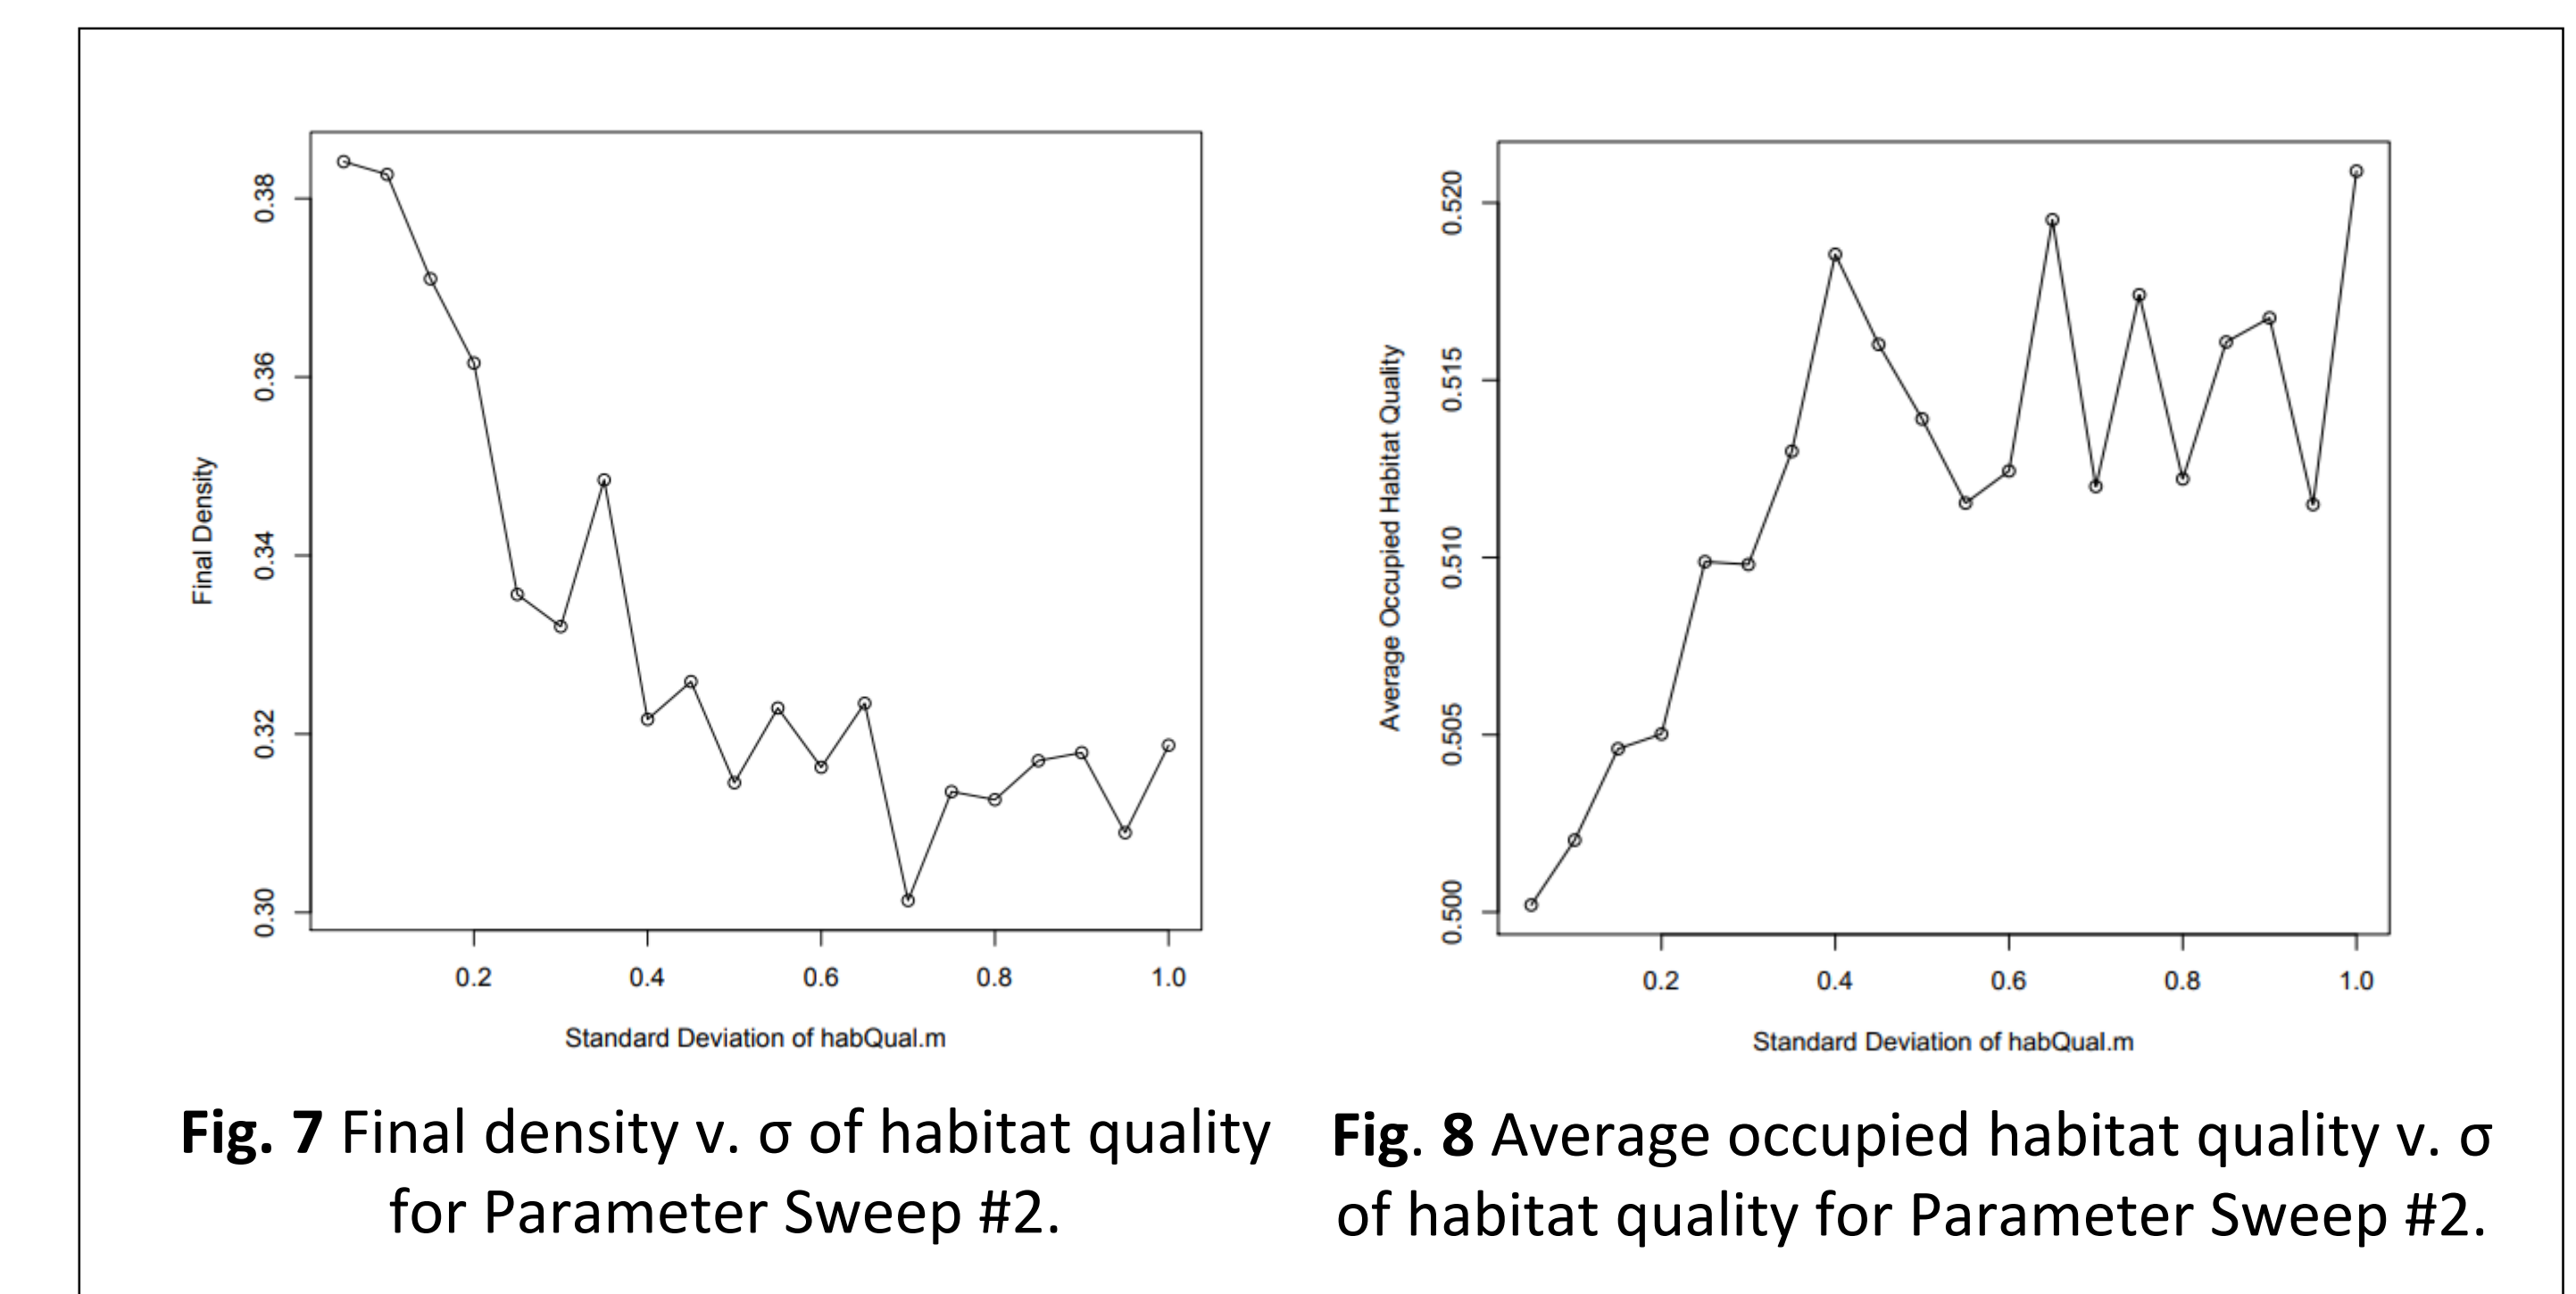 Final Density
0.38
0.36
0.34
0.32
0.30
0.2 0.4 0.6 0.8 1.0
Standard Deviation of habQual.m
Fig. 7 Final density v. σ of habitat quality
for Parameter Sweep #2.
Average Occupied Habitat Quality
0.520
0.515
0.510
0.505
0.500
0.2 0.4 0.6 0.8 1.0
Standard Deviation of habQual.m
Fig. 8 Average occupied habitat quality v. σ
of habitat quality for Parameter Sweep #2.